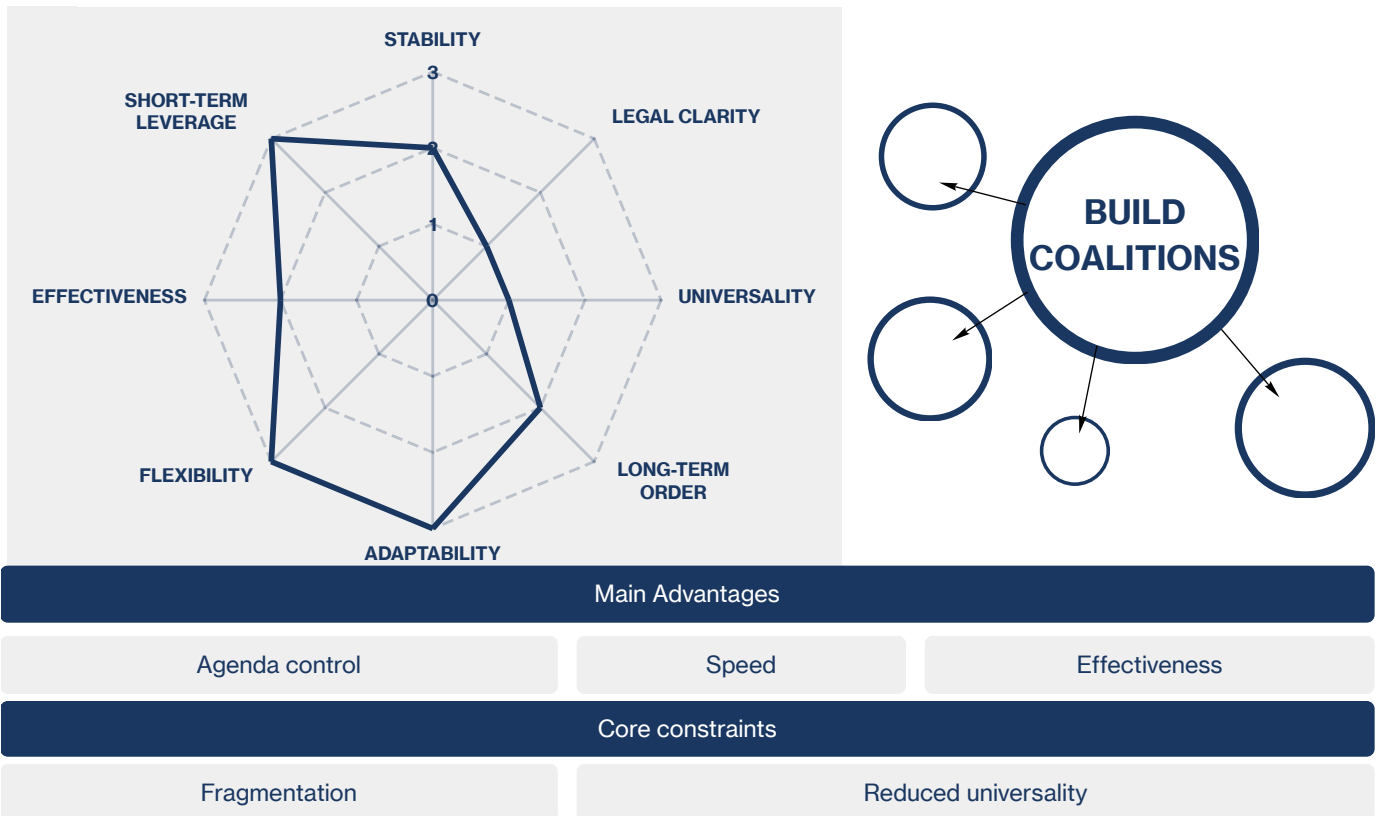 STABILITY
3
SHORT-TERM
LEVERAGE
LEGAL CLARITY
2
1
BUILD
COALITIONS
EFFECTIVENESS
0
UNIVERSALITY
FLEXIBILITY
LONG-TERM
ORDER
ADAPTABILITY
Main Advantages
Agenda control
Speed
Effectiveness
Core constraints
Fragmentation
Reduced universality